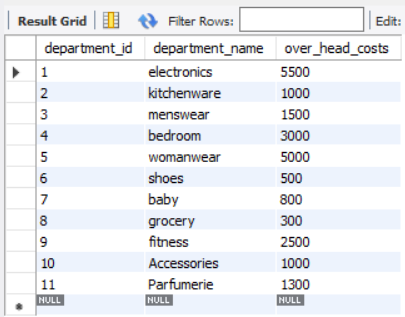 Result Grid Filter Rows: Edit:
department_id department_name over_head_costs
1 electronics 5500
2 kitchenware 1000
3 menswear 1500
4 bedroom 3000
5 womanwear 5000
6 shoes 500
7 baby 800
8 grocery 300
9 fitness 2500
10 Accessories 1000
11 Parfumerie 1300
NULL NULL NULL